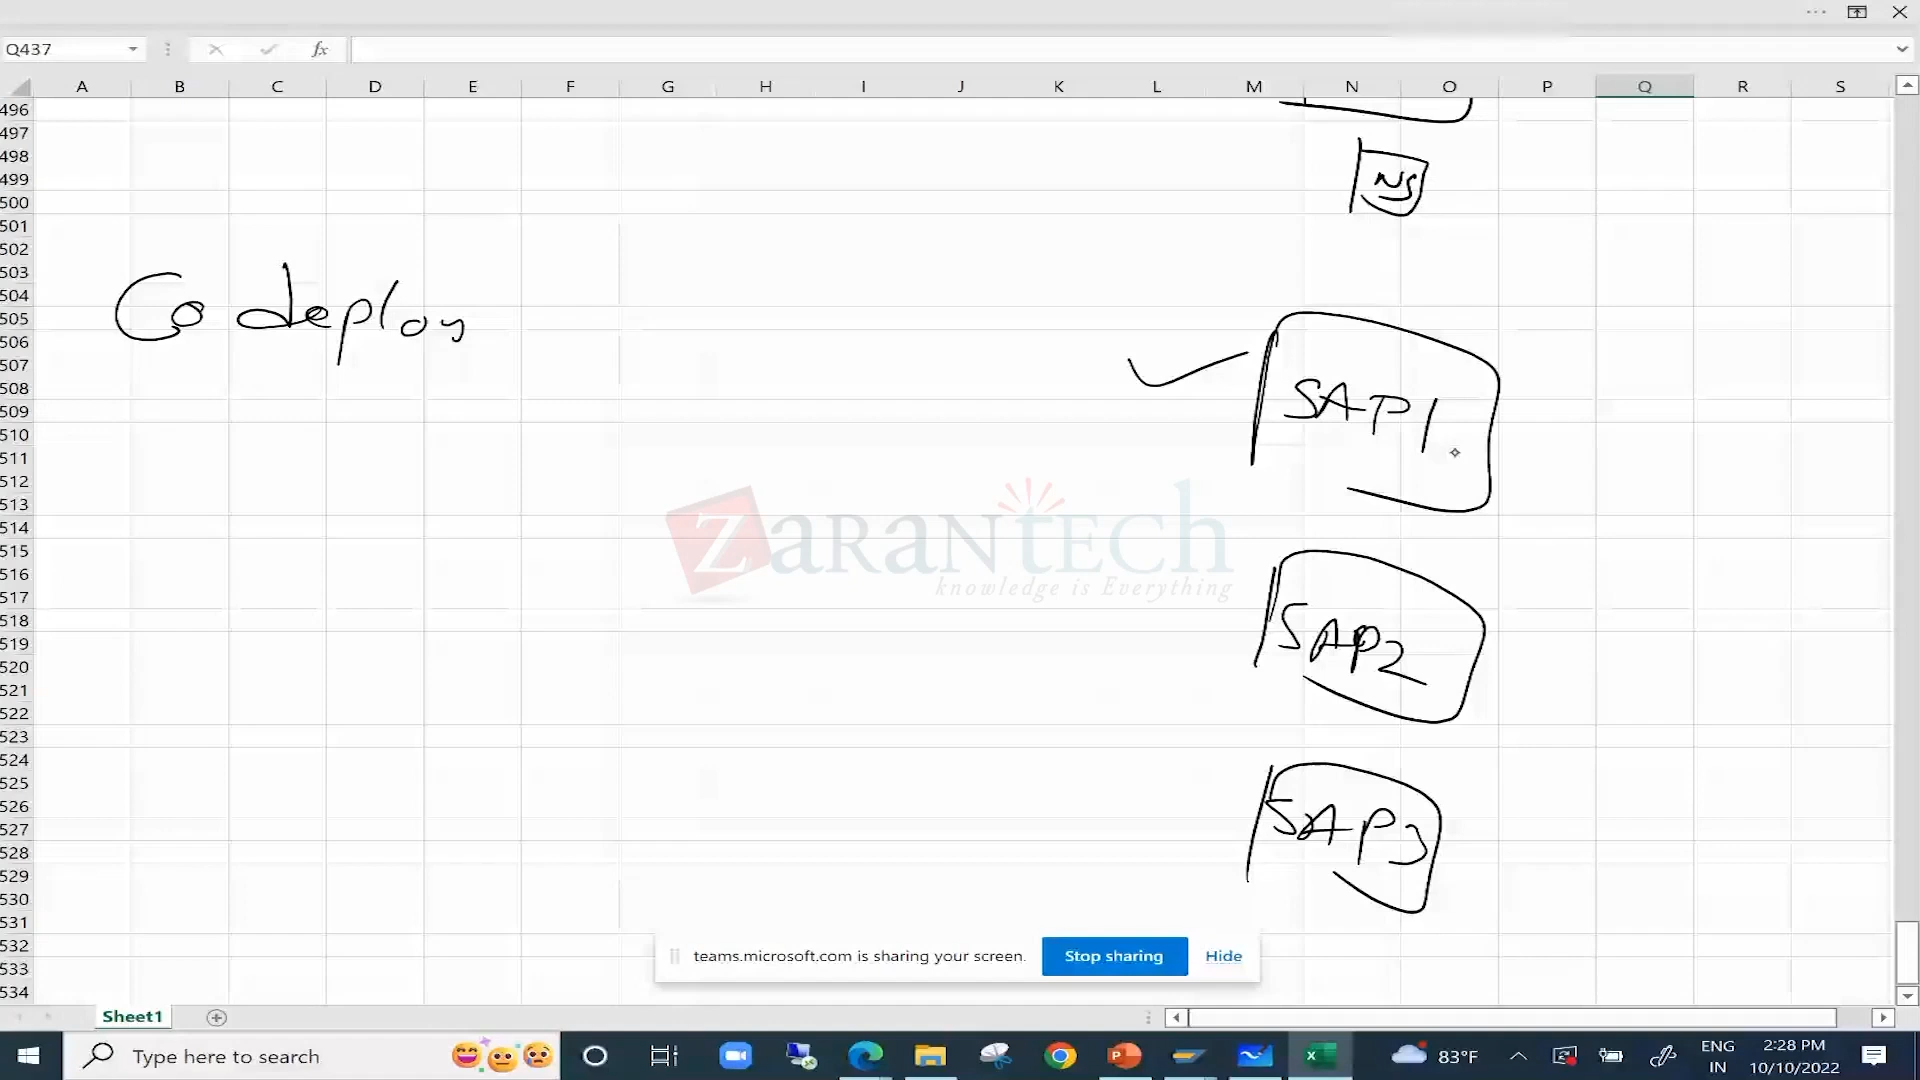 Q437
fx
A B C D E F G H I J K L M N O P Q R S
496
497
498
499
500
501
502
503
504
505
506
507
508
509
510
511
512
513
514
515
516
517
518
519
520
521
522
523
524
525
526
527
528
529
530
531
532
533
534
NS
Co deploy
SAP1
SAP2
SAP3
ZARANTECH
knowledge is Everything
teams.microsoft.com is sharing your screen. Stop sharing Hide
Sheet1
Type here to search
83°F
ENG
IN
2:28 PM
10/10/2022